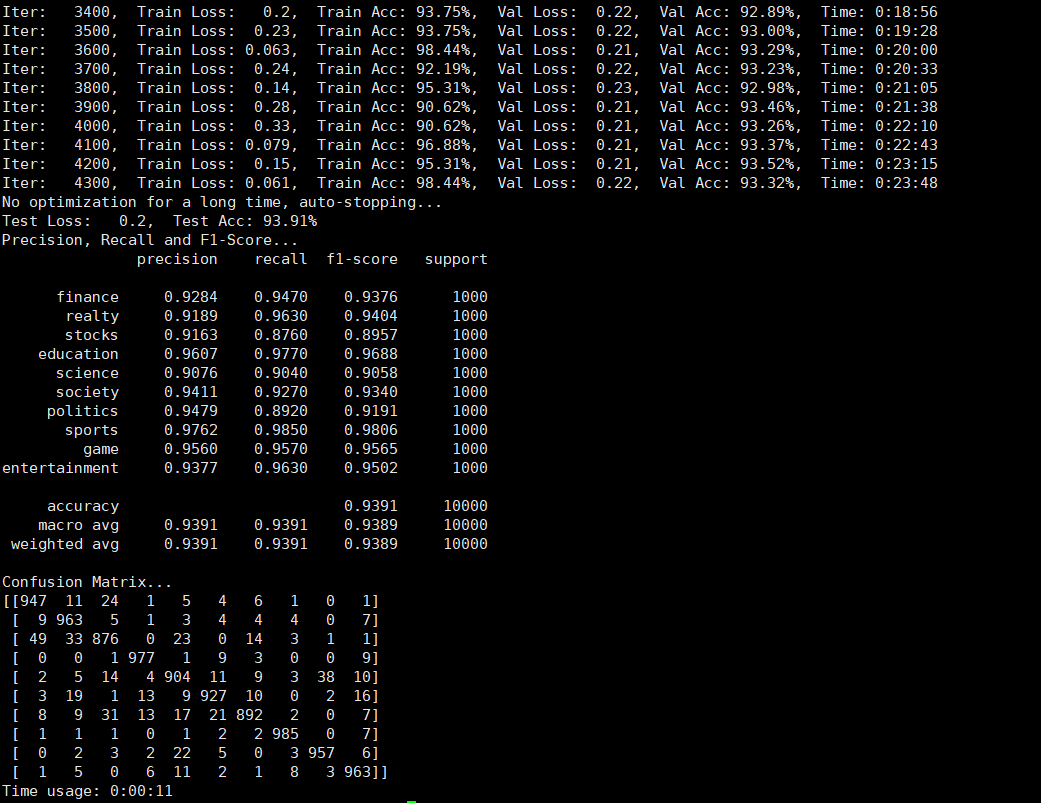 Iter:   3400,  Train Loss:   0.2,  Train Acc: 93.75%,  Val Loss:  0.22,  Val Acc: 92.89%,  Time: 0:18:56
Iter:   3500,  Train Loss:  0.23,  Train Acc: 93.75%,  Val Loss:  0.22,  Val Acc: 93.00%,  Time: 0:19:28
Iter:   3600,  Train Loss: 0.063,  Train Acc: 98.44%,  Val Loss:  0.21,  Val Acc: 93.29%,  Time: 0:20:00
Iter:   3700,  Train Loss:  0.24,  Train Acc: 92.19%,  Val Loss:  0.22,  Val Acc: 93.23%,  Time: 0:20:33
Iter:   3800,  Train Loss:  0.14,  Train Acc: 95.31%,  Val Loss:  0.23,  Val Acc: 92.98%,  Time: 0:21:05
Iter:   3900,  Train Loss:  0.28,  Train Acc: 90.62%,  Val Loss:  0.21,  Val Acc: 93.46%,  Time: 0:21:38
Iter:   4000,  Train Loss:  0.33,  Train Acc: 90.62%,  Val Loss:  0.21,  Val Acc: 93.26%,  Time: 0:22:10
Iter:   4100,  Train Loss: 0.079,  Train Acc: 96.88%,  Val Loss:  0.21,  Val Acc: 93.37%,  Time: 0:22:43
Iter:   4200,  Train Loss:  0.15,  Train Acc: 95.31%,  Val Loss:  0.21,  Val Acc: 93.52%,  Time: 0:23:15
Iter:   4300,  Train Loss: 0.061,  Train Acc: 98.44%,  Val Loss:  0.22,  Val Acc: 93.32%,  Time: 0:23:48
No optimization for a long time, auto-stopping...
Test Loss:   0.2,  Test Acc: 93.91%
Precision, Recall and F1-Score...
               precision    recall  f1-score   support
      finance     0.9284    0.9470    0.9376      1000
       realty     0.9189    0.9630    0.9404      1000
       stocks     0.9163    0.8760    0.8957      1000
    education     0.9607    0.9770    0.9688      1000
      science     0.9076    0.9040    0.9058      1000
      society     0.9411    0.9270    0.9340      1000
     politics     0.9479    0.8920    0.9191      1000
       sports     0.9762    0.9850    0.9806      1000
         game     0.9560    0.9570    0.9565      1000
entertainment     0.9377    0.9630    0.9502      1000
     accuracy                         0.9391     10000
    macro avg     0.9391    0.9391    0.9389     10000
 weighted avg     0.9391    0.9391    0.9389     10000
Confusion Matrix...
[[947  11  24   1   5   4   6   1   0   1]
 [  9 963   5   1   3   4   4   4   0   7]
 [ 49  33 876   0  23   0  14   3   1   1]
 [  0   0   1 977   1   9   3   0   0   9]
 [  2   5  14   4 904  11   9   3  38  10]
 [  3  19   1  13   9 927  10   0   2  16]
 [  8   9  31  13  17  21 892   2   0   7]
 [  1   1   1   0   1   2   2 985   0   7]
 [  0   2   3   2  22   5   0   3 957   6]
 [  1   5   0   6  11   2   1   8   3 963]]
Time usage: 0:00:11